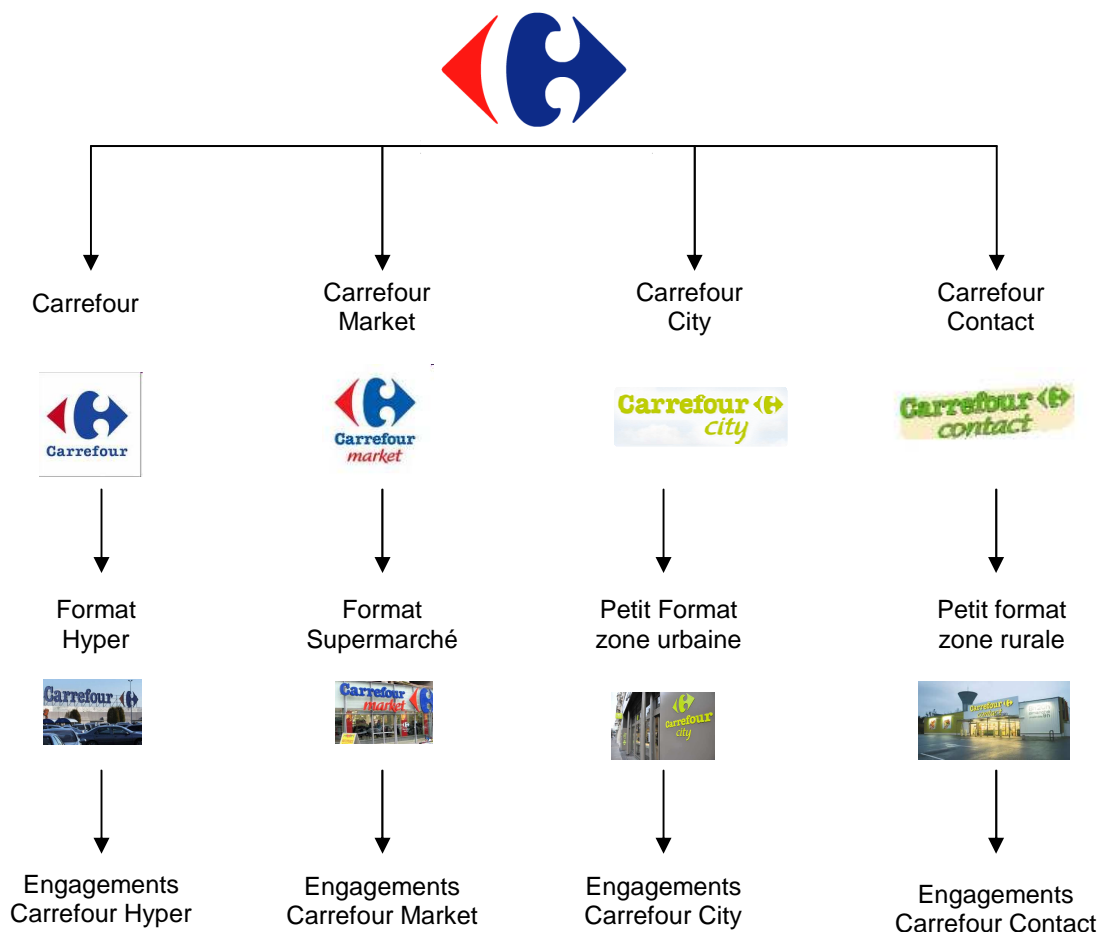 Carrefour
Carrefour
Market
Carrefour
City
Carrefour
Contact
Carrefour
Carrefour
market
Carrefour
city
Carrefour
contact
Format
Hyper
Format
Supermarché
Petit Format
zone urbaine
Petit format
zone rurale
Carrefour
Carrefour
market
Carrefour
city
Carrefour
contact
Engagements
Carrefour Hyper
Engagements
Carrefour Market
Engagements
Carrefour City
Engagements
Carrefour Contact